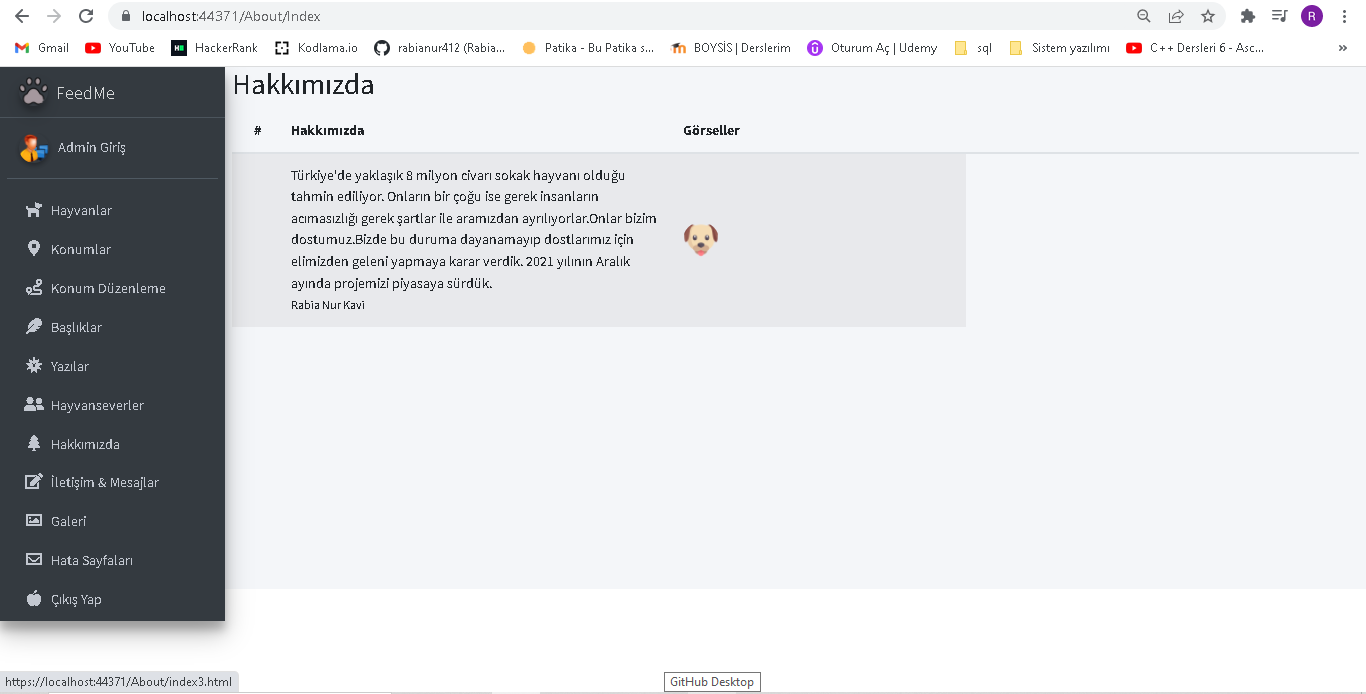 localhost:44371/About/Index
R
Gmail
YouTube
HackerRank
Kodlama.io
rabianur412 (Rabia...
Patika - Bu Patika s...
BOYSİS | Derslerim
Oturum Aç | Udemy
sql
Sistem yazılımı
C++ Dersleri 6 - Asc...
»
FeedMe
Admin Giriş
Hayvanlar
Konumlar
Konum Düzenleme
Başlıklar
Yazılar
Hayvanseverler
Hakkımızda
İletişim & Mesajlar
Galeri
Hata Sayfaları
Çıkış Yap
Hakkımızda
# Hakkımızda Görseller
Türkiye'de yaklaşık 8 milyon civarı sokak hayvanı olduğu
tahmin ediliyor. Onların bir çoğu ise gerek insanların
acımasızlığı gerek şartlar ile aramızdan ayrılıyorlar.Onlar bizim
dostumuz.Bizde bu duruma dayanamayıp dostlarımız için
elimizden geleni yapmaya karar verdik. 2021 yılının Aralık
ayında projemizi piyasaya sürdük.
Rabia Nur Kavi
https://localhost:44371/About/index3.html
GitHub Desktop